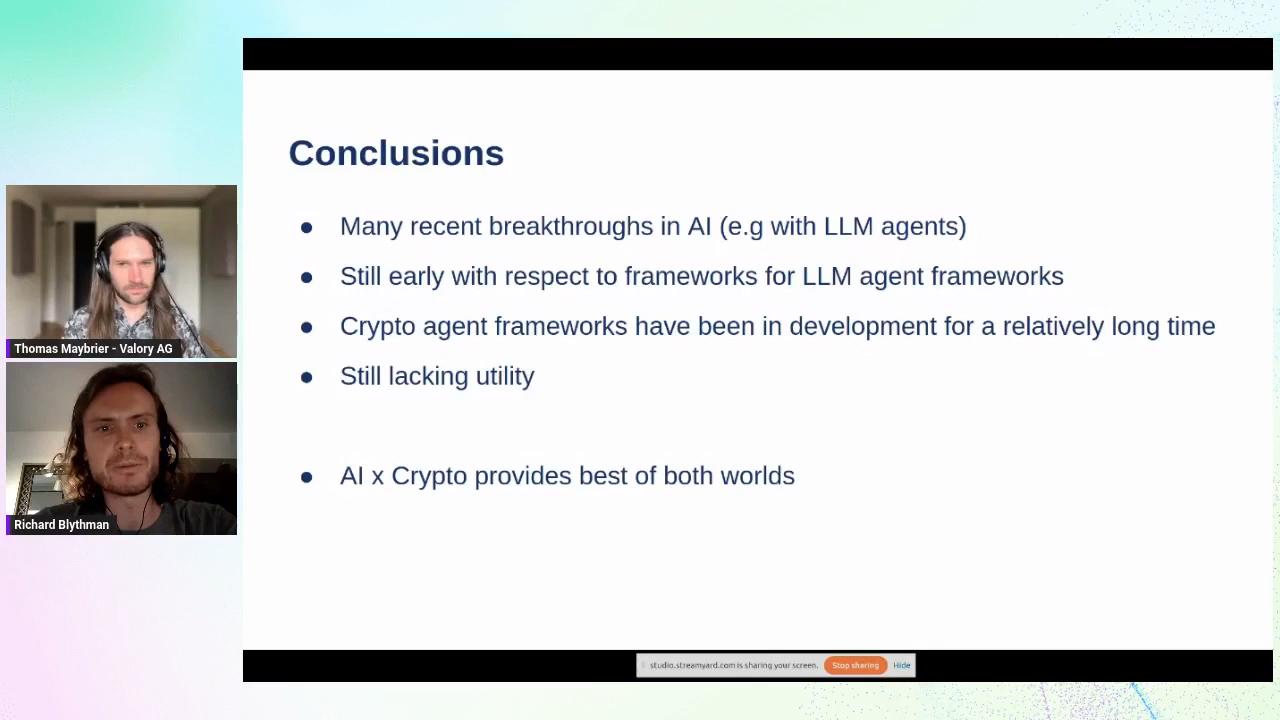 Conclusions
● Many recent breakthroughs in AI (e.g with LLM agents)
● Still early with respect to frameworks for LLM agent frameworks
● Crypto agent frameworks have been in development for a relatively long time
● Still lacking utility
● AI x Crypto provides best of both worlds
Thomas Maybrier - Valory AG
Richard Blythman
studio.streamyard.com is sharing your screen. Stop sharing Hide